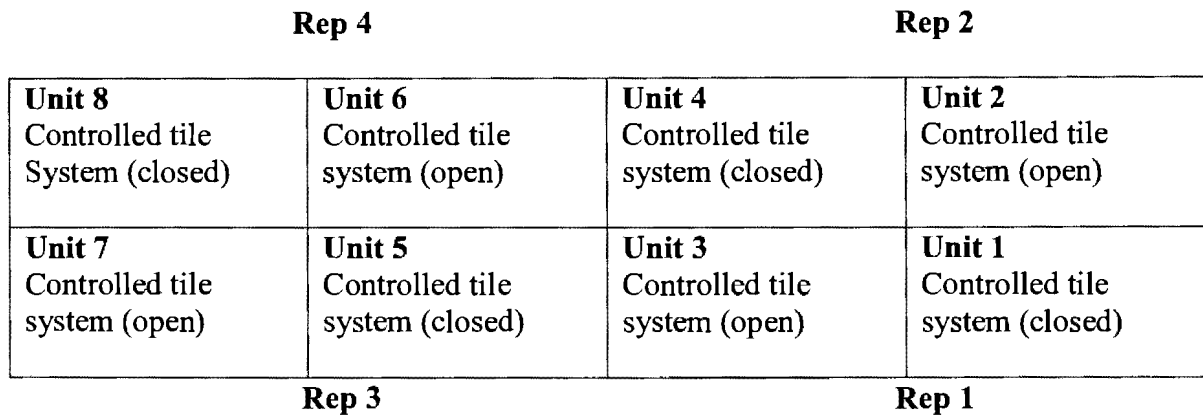 Rep 4
Rep 2
Unit 8
Controlled tile
System (closed)
Unit 6
Controlled tile
system (open)
Unit 4
Controlled tile
system (closed)
Unit 2
Controlled tile
system (open)
Unit 7
Controlled tile
system (open)
Unit 5
Controlled tile
system (closed)
Unit 3
Controlled tile
system (open)
Unit 1
Controlled tile
system (closed)
Rep 3
Rep 1